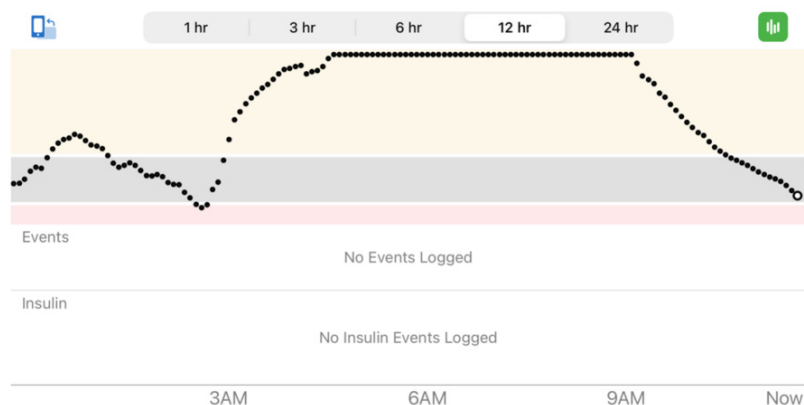 1 hr 3 hr 6 hr 12 hr 24 hr
Events
No Events Logged
Insulin
No Insulin Events Logged
3AM 6AM 9AM Now